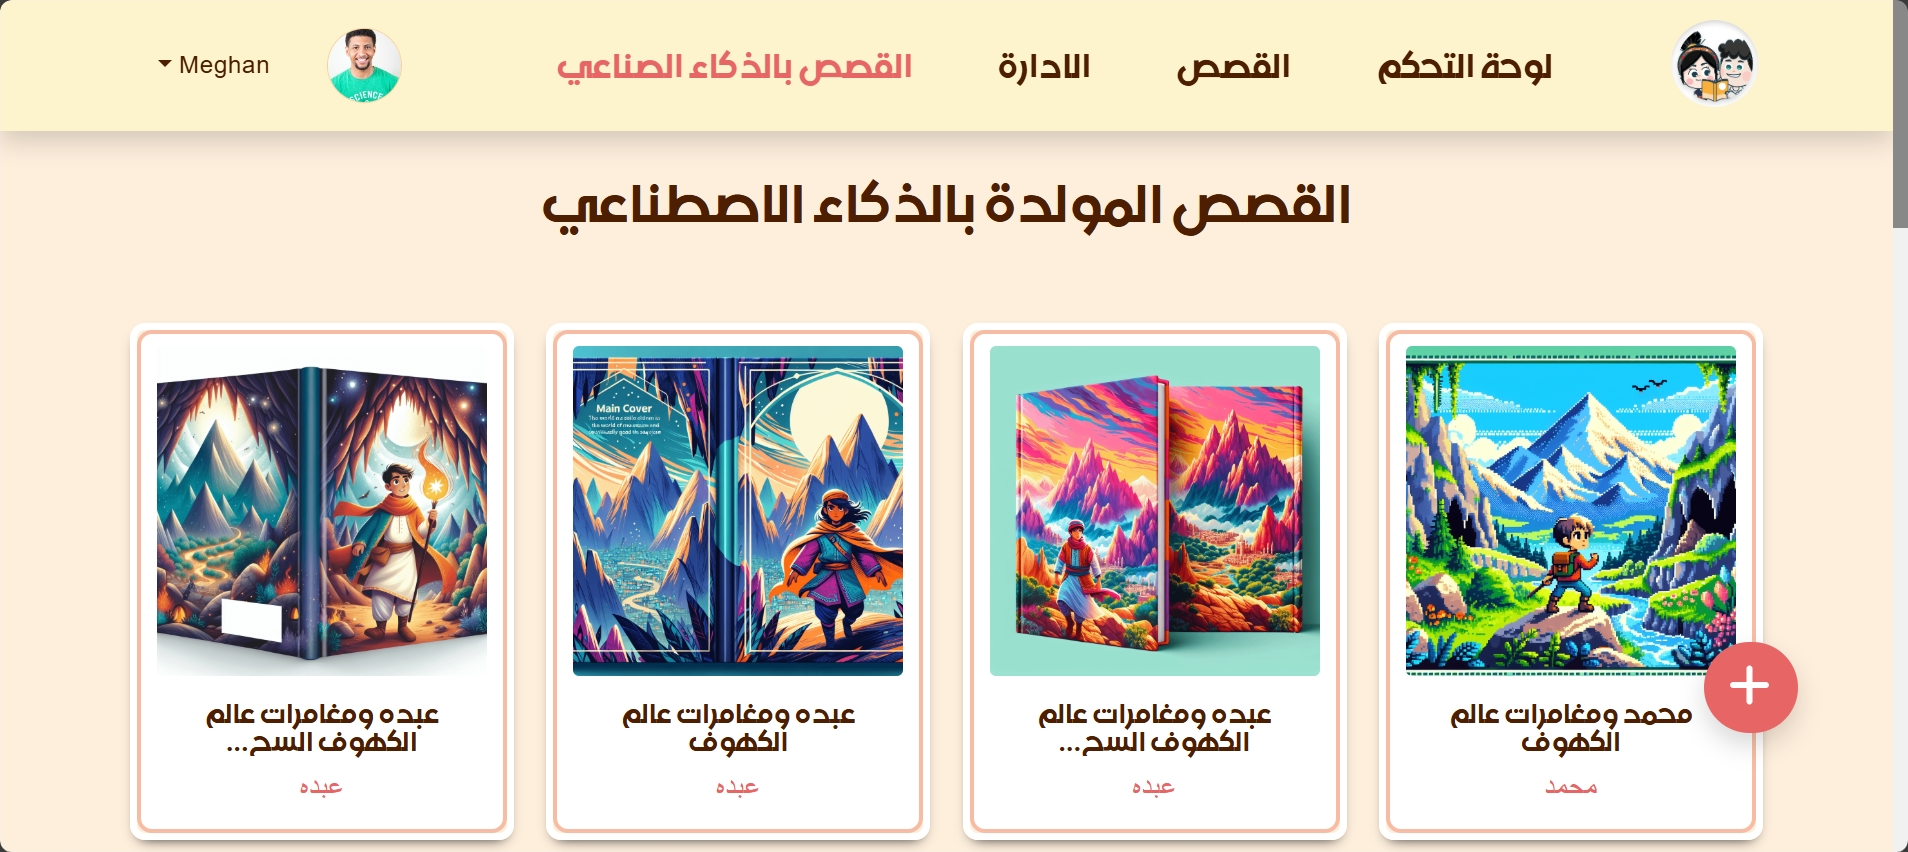 لوحة التحكم
القصص
الادارة
القصص بالذكاء الصناعي
Meghan
القصص المولدة بالذكاء الاصطناعي
محمد ومغامرات عالم
الكهوف
محمد
عبده ومغامرات عالم
الكهوف السح...
عبده
Main Cover
عبده ومغامرات عالم
الكهوف
عبده
عبده ومغامرات عالم
الكهوف السح...
عبده